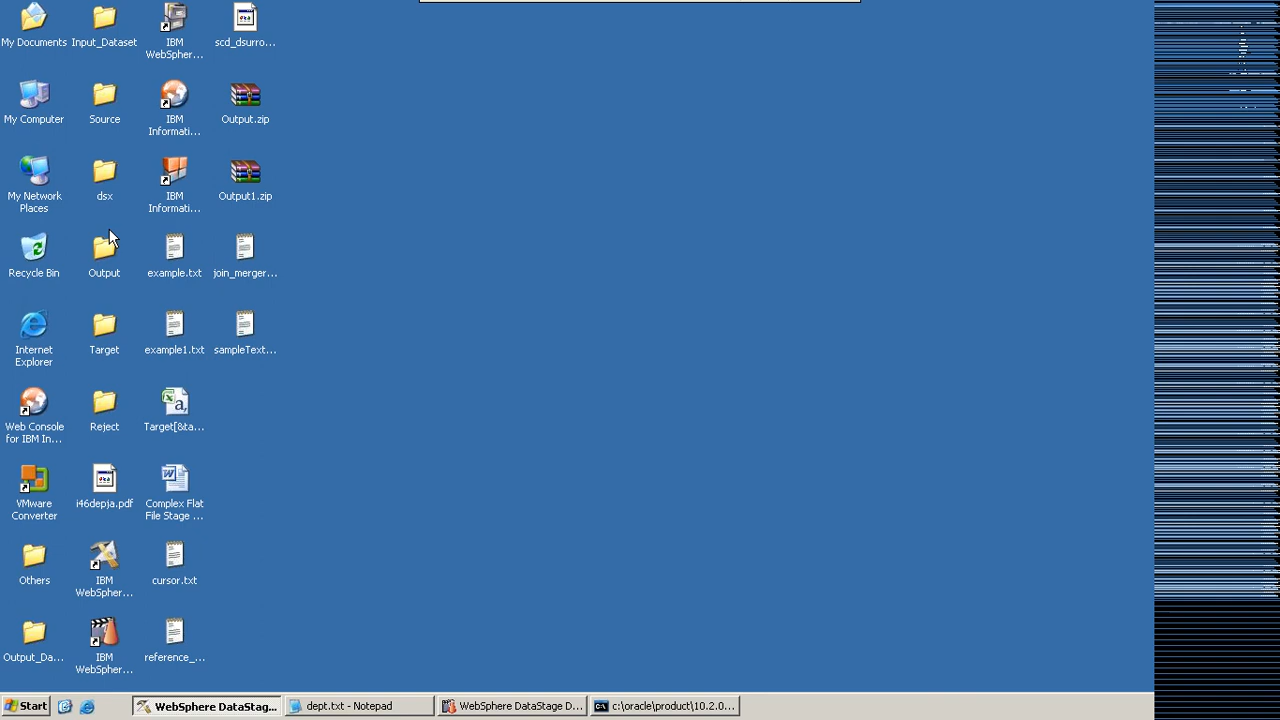 My Documents
Input_Dataset
IBM
WebSpher...
scd_dsurro...
My Computer
Source
IBM
Informati...
Output.zip
My Network
Places
dsx
IBM
Informati...
Output1.zip
Recycle Bin
Output
example.txt
join_merger...
Internet
Explorer
Target
example1.txt
sampleText...
Web Console
for IBM In...
Reject
Target[&ta...
VMware
Converter
i46depja.pdf
Complex Flat
File Stage ...
Others
IBM
WebSpher...
cursor.txt
Output_Da...
IBM
WebSpher...
reference_...
Start
WebSphere DataStag...
dept.txt - Notepad
WebSphere DataStage D...
c:\oracle\product\10.2.0...